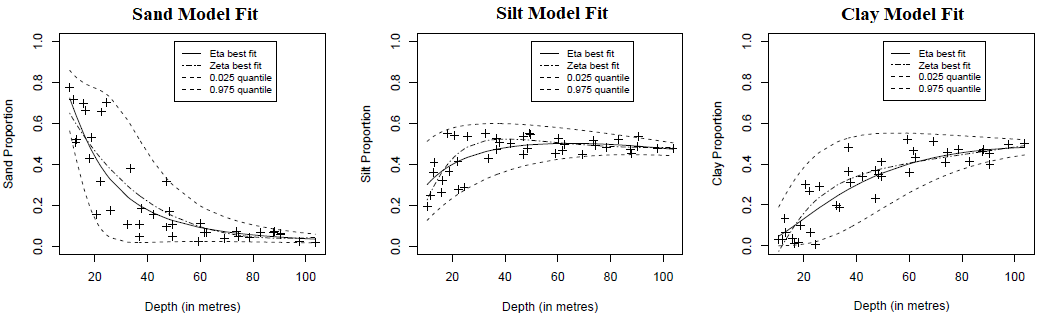 Sand Model Fit
Sand Proportion
1.0
0.8
0.6
0.4
0.2
0.0
Eta best fit
Zeta best fit
0.025 quantile
0.975 quantile
20 40 60 80 100
Depth (in metres)
Silt Model Fit
Silt Proportion
1.0
0.8
0.6
0.4
0.2
0.0
Eta best fit
Zeta best fit
0.025 quantile
0.975 quantile
20 40 60 80 100
Depth (in metres)
Clay Model Fit
Clay Proportion
1.0
0.8
0.6
0.4
0.2
0.0
Eta best fit
Zeta best fit
0.025 quantile
0.975 quantile
20 40 60 80 100
Depth (in metres)